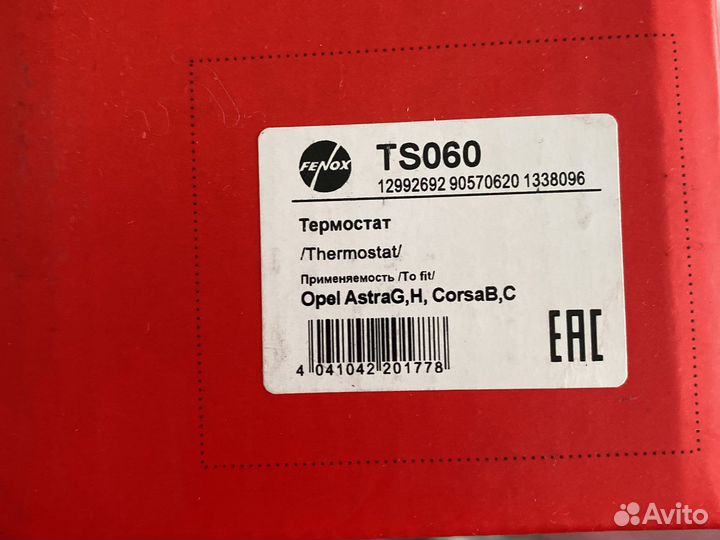 FENOX
TS060
12992692 90570620 1338096
Термостат
/Thermostat/
Применяемость /To fit/
Opel AstraG,H, CorsaB,C
4 041042 201778
EAC
Avito